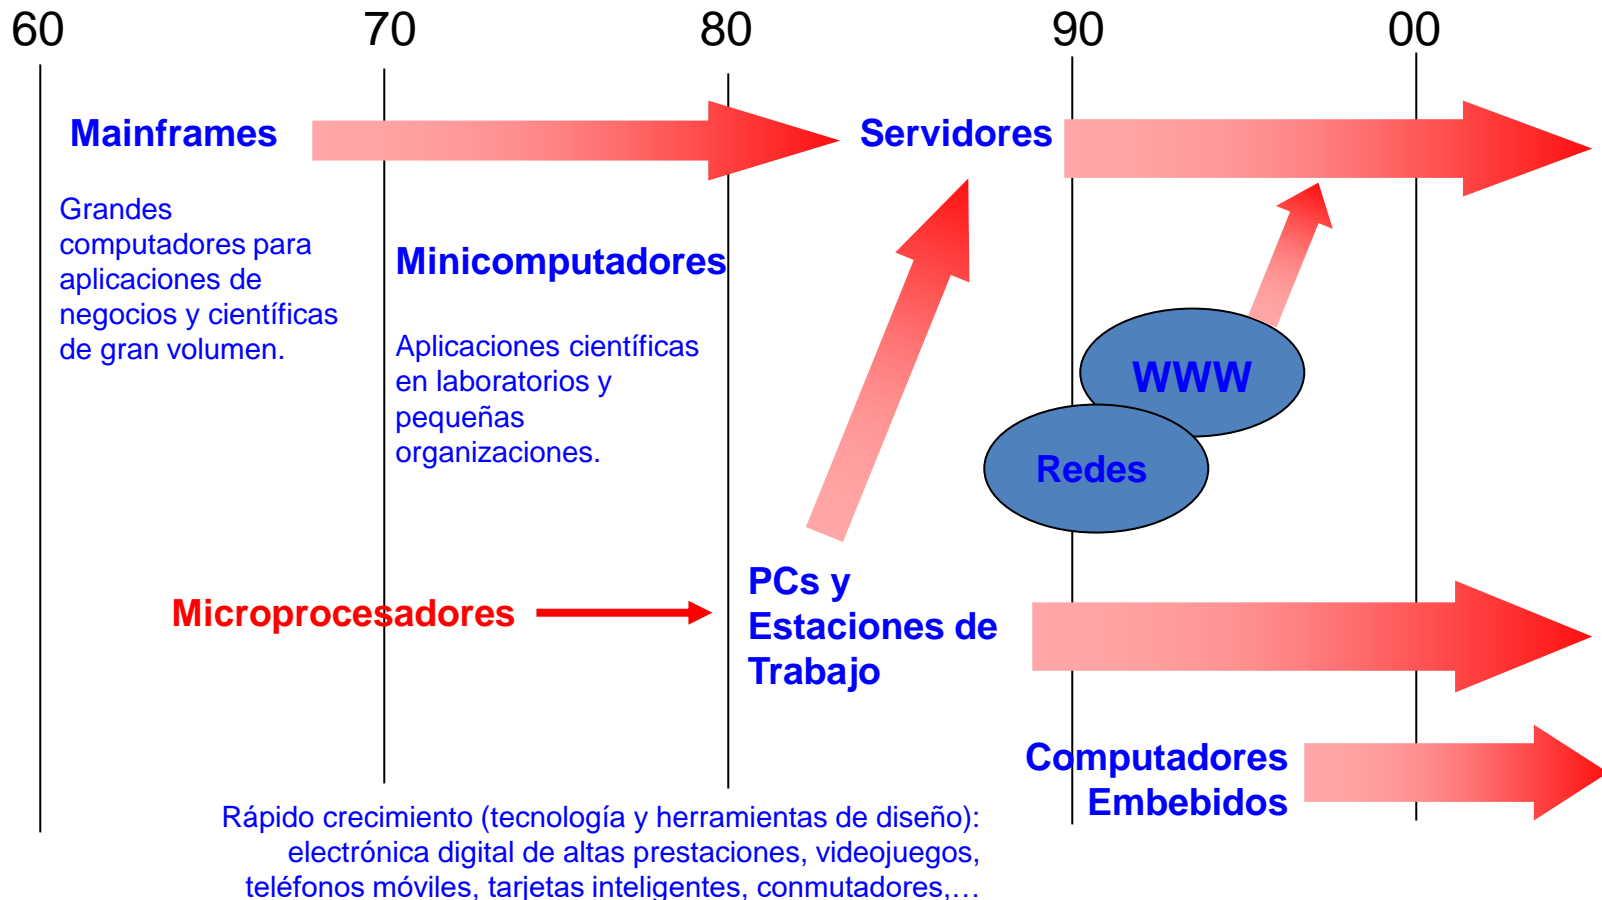 60
70
80
90
00
Mainframes
Servidores
Grandes
computadores para
aplicaciones de
negocios y científicas
de gran volumen.
Minicomputadores
Aplicaciones científicas
en laboratorios y
pequeñas
organizaciones.
WWW
Redes
Microprocesadores
PCs y
Estaciones de
Trabajo
Computadores
Embebidos
Rápido crecimiento (tecnología y herramientas de diseño):
electrónica digital de altas prestaciones, videojuegos,
teléfonos móviles, tarjetas inteligentes, conmutadores,…